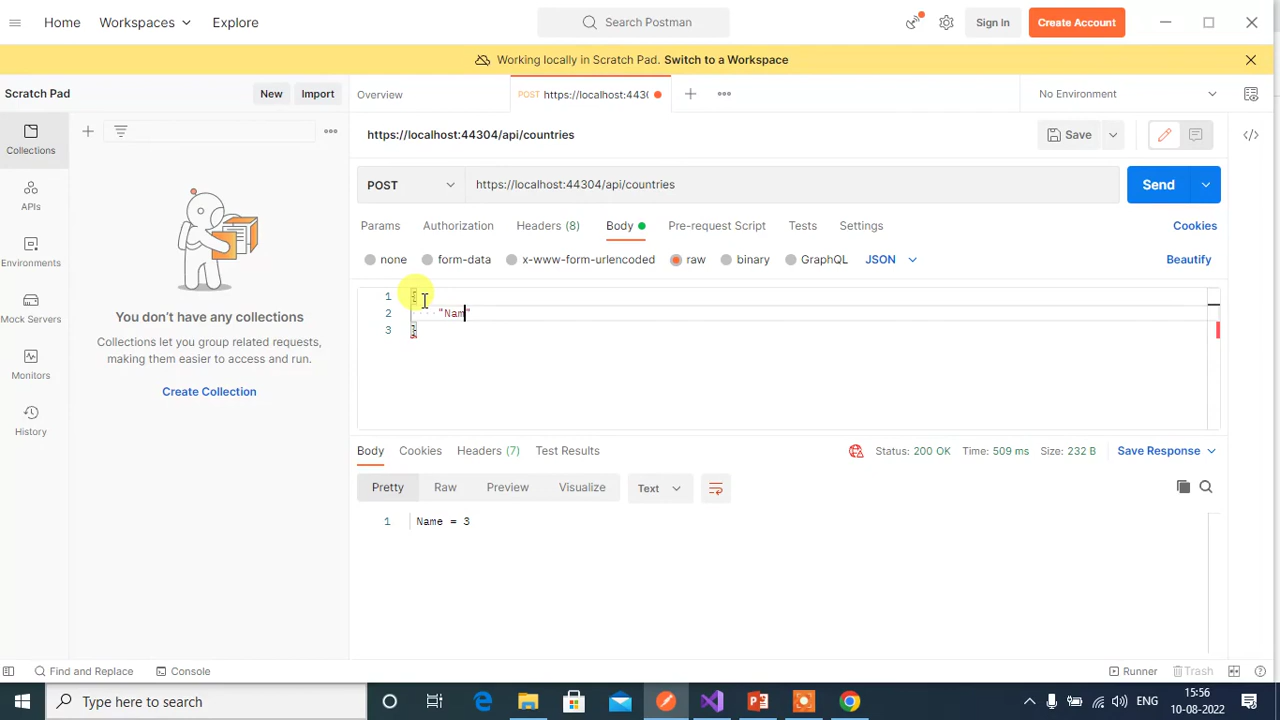 Home Workspaces Explore Search Postman Sign In Create Account
Working locally in Scratch Pad. Switch to a Workspace
Scratch Pad New Import Overview POST https://localhost:443( No Environment
https://localhost:44304/api/countries Save
Collections
POST https://localhost:44304/api/countries Send
APIs
Params Authorization Headers (8) Body Pre-request Script Tests Settings Cookies
Environments
none form-data x-www-form-urlencoded raw binary GraphQL JSON Beautify
1 {
Mock Servers
You don't have any collections
2 "Nam"
Collections let you group related requests,
3 }
making them easier to access and run.
Monitors
Create Collection
History
Body Cookies Headers (7) Test Results Status: 200 OK Time: 509 ms Size: 232 B Save Response
Pretty Raw Preview Visualize Text
1 Name = 3
Find and Replace Console Runner Trash
Type here to search ENG 15:56
10-08-2022